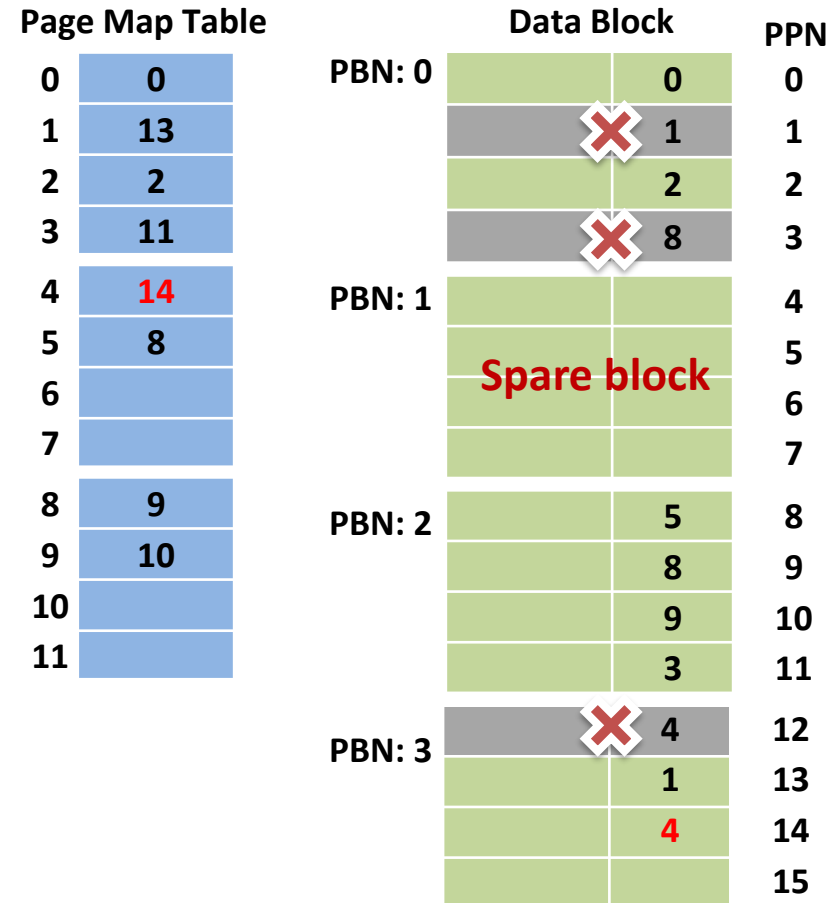 Page Map Table Data Block PPN
0 0 PBN: 0 0 0
1 13 1 1
2 2 2 2
3 11 8 3
4 14 PBN: 1 4
5 8 5
Spare block
6 6
7 7
8 9 PBN: 2 5 8
9 10 8 9
10 9 10
11 3 11
4 12
PBN: 3
1 13
4 14
15